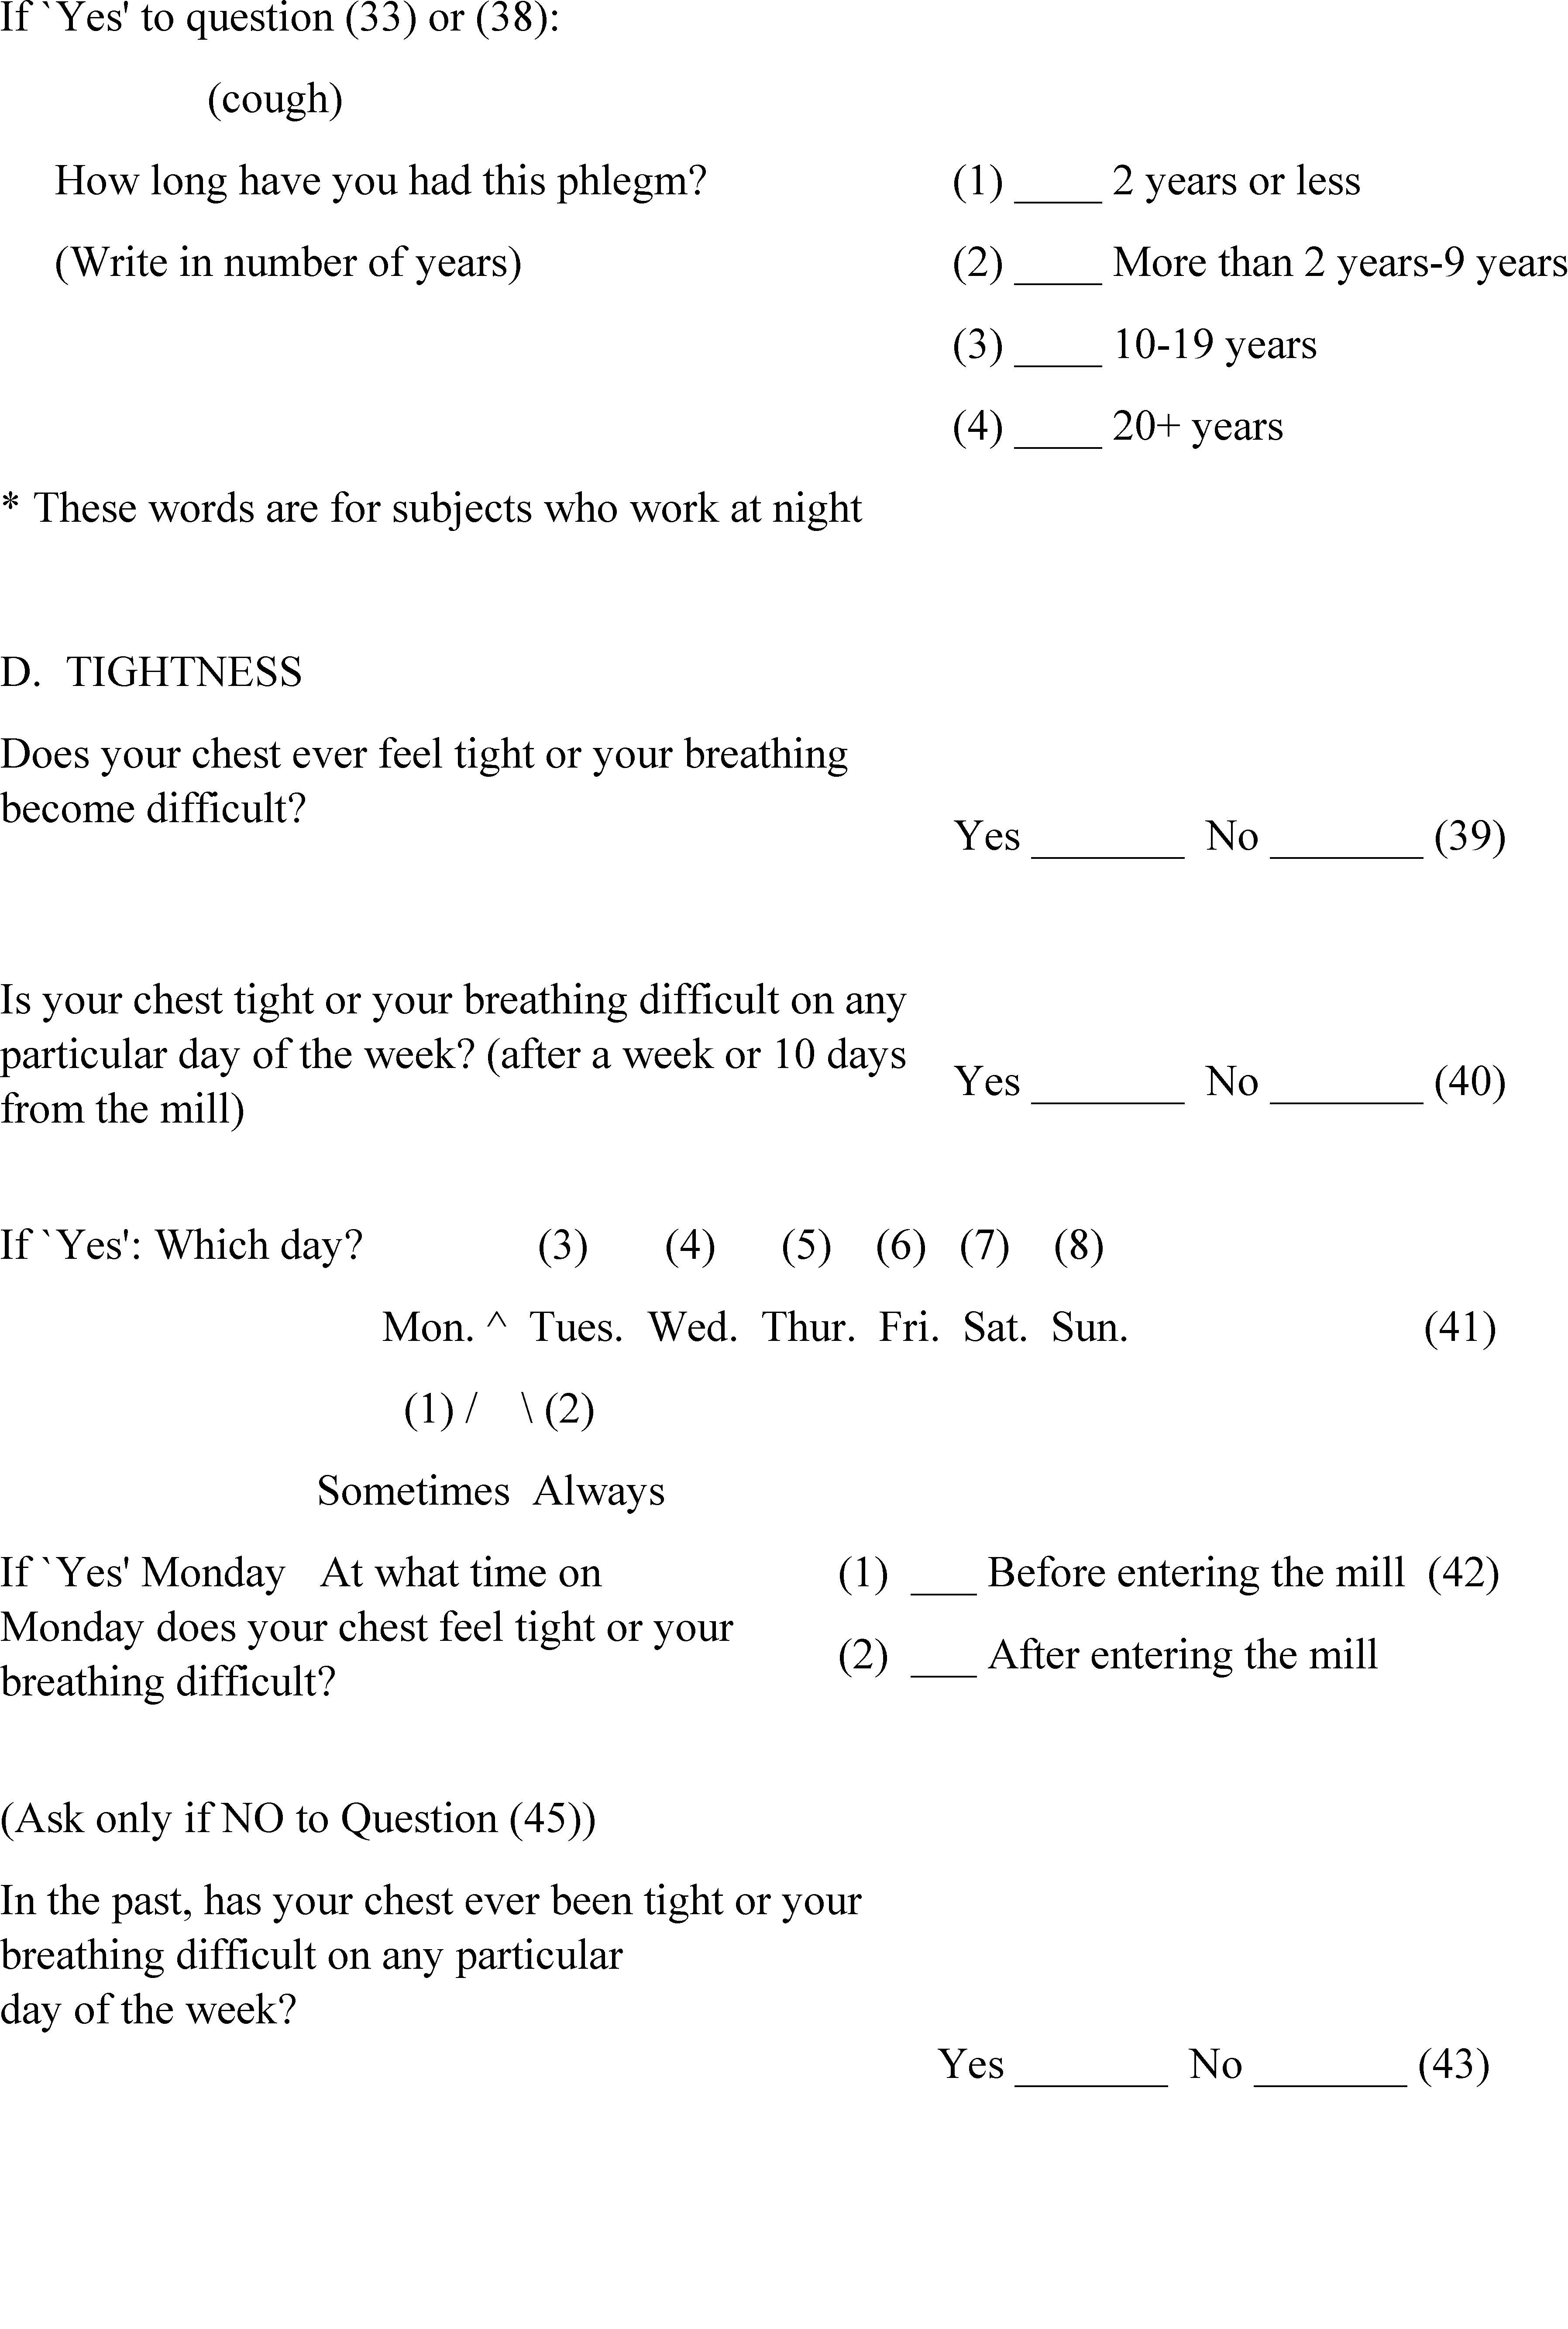 If `Yes' to question (33) or (38):
(cough)
How long have you had this phlegm? (1) ____ 2 years or less
(Write in number of years) (2) ____ More than 2 years-9 years
(3) ____ 10-19 years
(4) ____ 20+ years
* These words are for subjects who work at night
D. TIGHTNESS
Does your chest ever feel tight or your breathing
become difficult?
Yes _______ No _______ (39)
Is your chest tight or your breathing difficult on any
particular day of the week? (after a week or 10 days
from the mill)
Yes _______ No _______ (40)
If `Yes': Which day? (3) (4) (5) (6) (7) (8)
Mon. ^ Tues. Wed. Thur. Fri. Sat. Sun. (41)
(1) / \ (2)
Sometimes Always
If `Yes' Monday At what time on
Monday does your chest feel tight or your
breathing difficult?
(1) ___ Before entering the mill (42)
(2) ___ After entering the mill
(Ask only if NO to Question (45))
In the past, has your chest ever been tight or your
breathing difficult on any particular
day of the week?
Yes _______ No _______ (43)